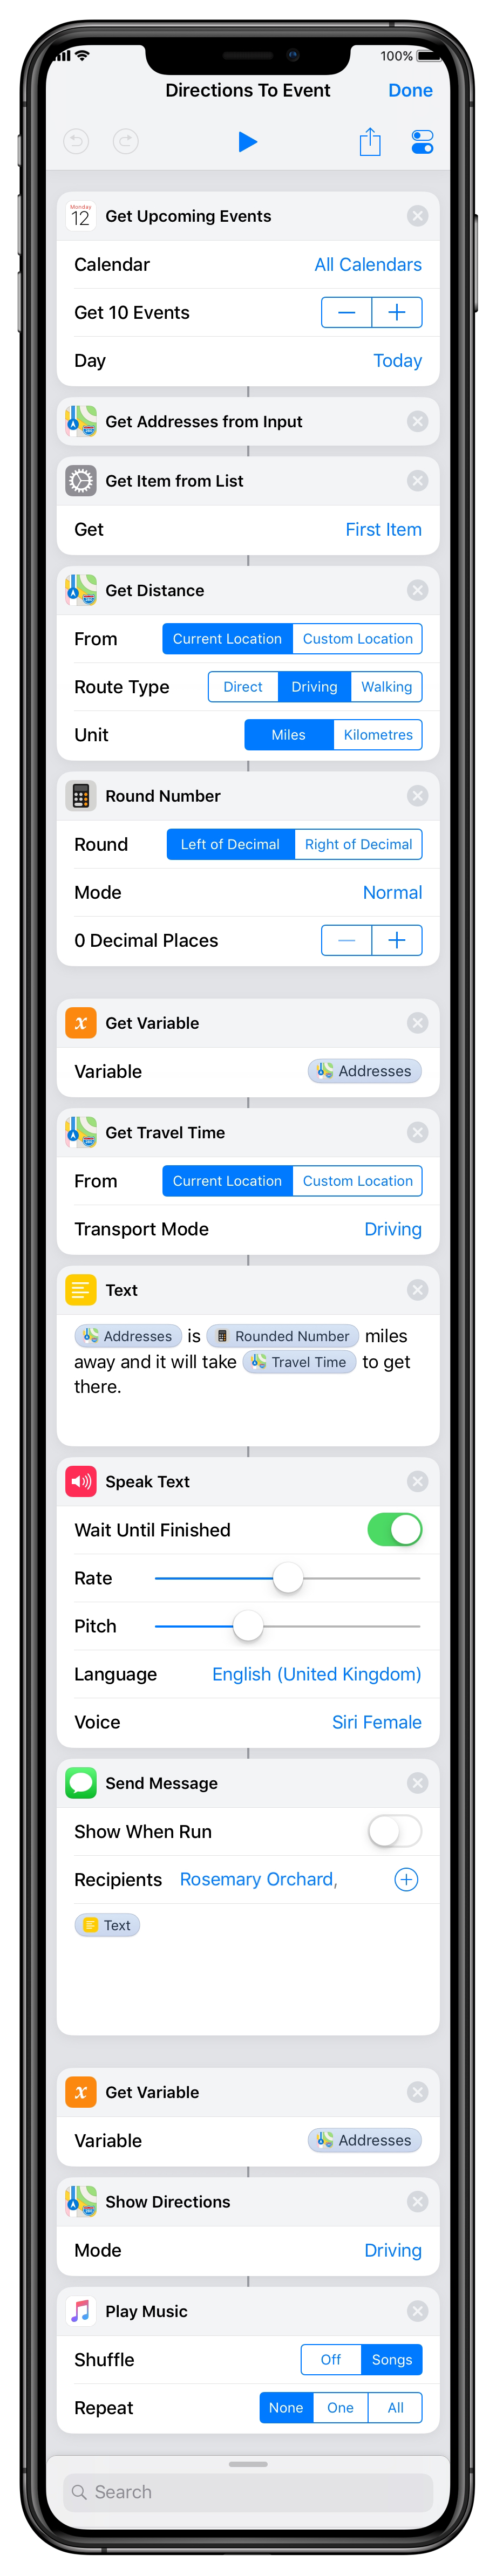 100%
Directions To Event Done
Monday
12 Get Upcoming Events
Calendar All Calendars
Get 10 Events
Day Today
Get Addresses from Input
Get Item from List
Get First Item
Get Distance
From Current Location Custom Location
Route Type Direct Driving Walking
Unit Miles Kilometres
Round Number
Round Left of Decimal Right of Decimal
Mode Normal
0 Decimal Places
x Get Variable
Variable Addresses
Get Travel Time
From Current Location Custom Location
Transport Mode Driving
Text
Addresses is Rounded Number miles
away and it will take Travel Time to get
there.
Speak Text
Wait Until Finished
Rate
Pitch
Language English (United Kingdom)
Voice Siri Female
Send Message
Show When Run
Recipients Rosemary Orchard,
Text
x Get Variable
Variable Addresses
Show Directions
Mode Driving
Play Music
Shuffle Off Songs
Repeat None One All
Search